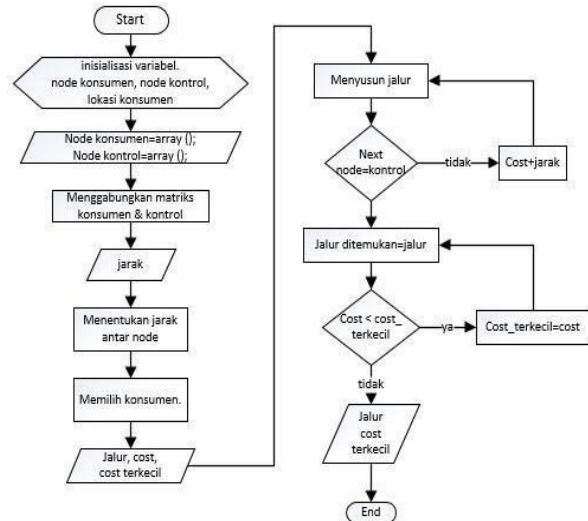 Start
inisialisasi variabel.
node konsumen, node kontrol,
lokasi konsumen
Node konsumen=array ();
Node kontrol=array ();
Menggabungkan matriks
konsumen & kontrol
jarak
Menentukan jarak
antar node
Memilih konsumen.
Jalur, cost,
cost terkecil
Menyusun jalur
Next
node=kontrol
tidak
Cost+jarak
Jalur ditemukan=jalur
Cost < cost_
terkecil
ya
Cost_terkecil=cost
tidak
Jalur
cost
terkecil
End